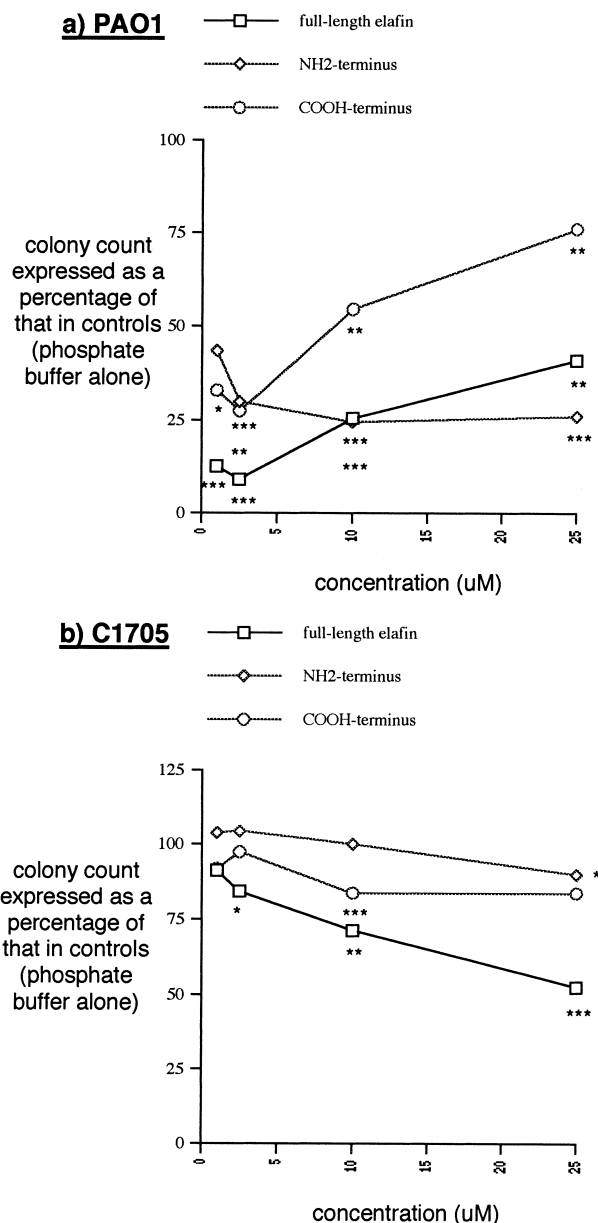 a) PAO1
full-length elafin
NH2-terminus
COOH-terminus
100
75
50
25
0
colony count
expressed as a
percentage of
that in controls
(phosphate
buffer alone)
*
***
**
***
***
**
***
***
**
**
***
0
5
10
15
20
25
concentration (uM)
b) C1705
full-length elafin
NH2-terminus
COOH-terminus
125
100
75
50
25
0
colony count
expressed as a
percentage of
that in controls
(phosphate
buffer alone)
*
*
***
**
***
0
5
10
15
20
25
concentration (uM)